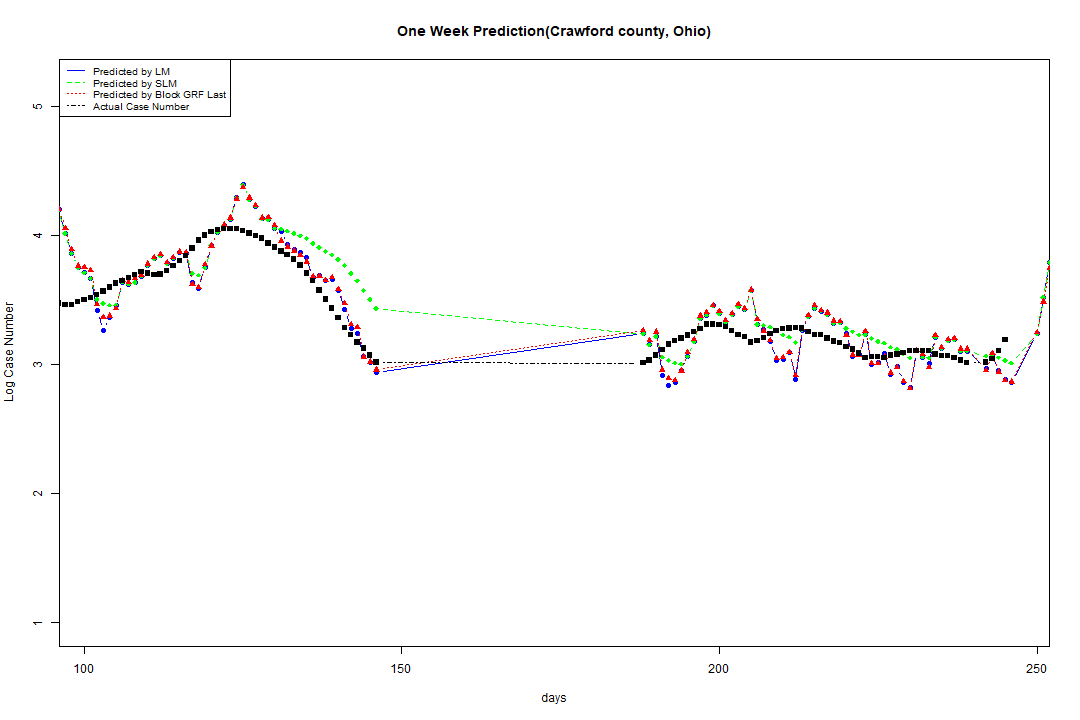 One Week Prediction(Crawford county, Ohio)
Predicted by LM
Predicted by SLM
Predicted by Block GRF Last
Actual Case Number
5
4
3
2
1
Log Case Number
100 150 200 250
days